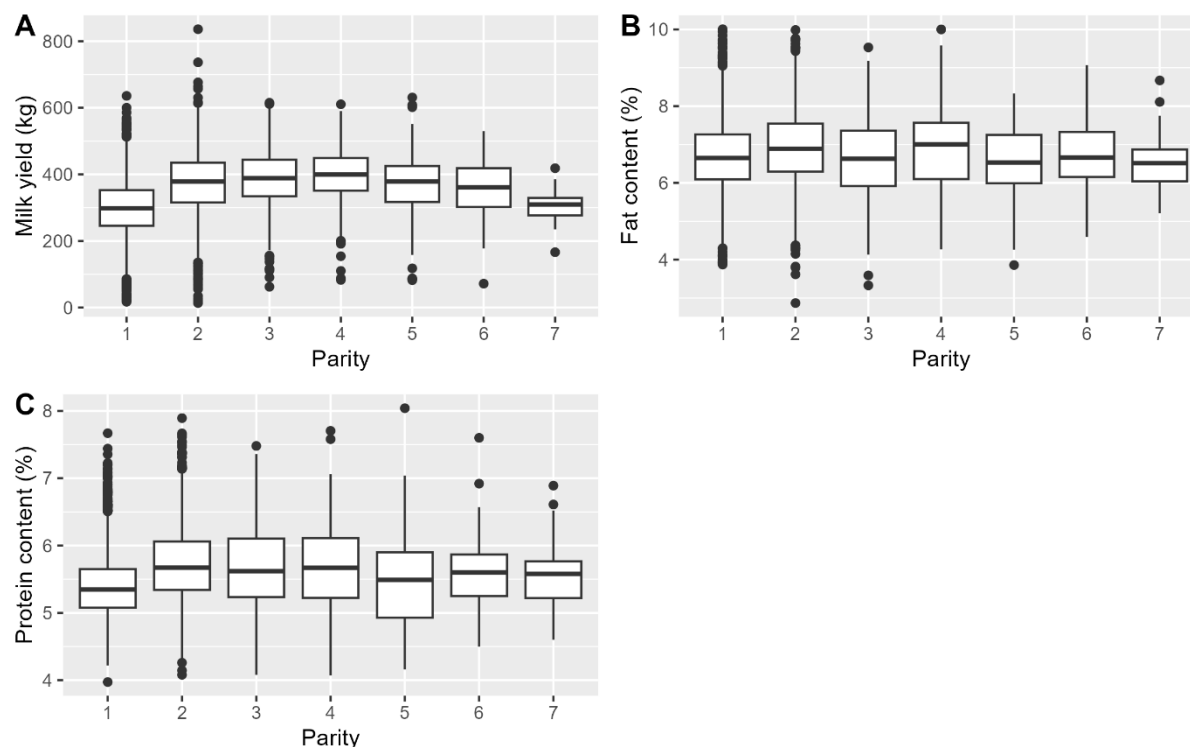 A
Milk yield (kg)
800
600
400
200
0
1 2 3 4 5 6 7
Parity
B
Fat content (%)
10
8
6
4
1 2 3 4 5 6 7
Parity
C
Protein content (%)
8
7
6
5
4
1 2 3 4 5 6 7
Parity